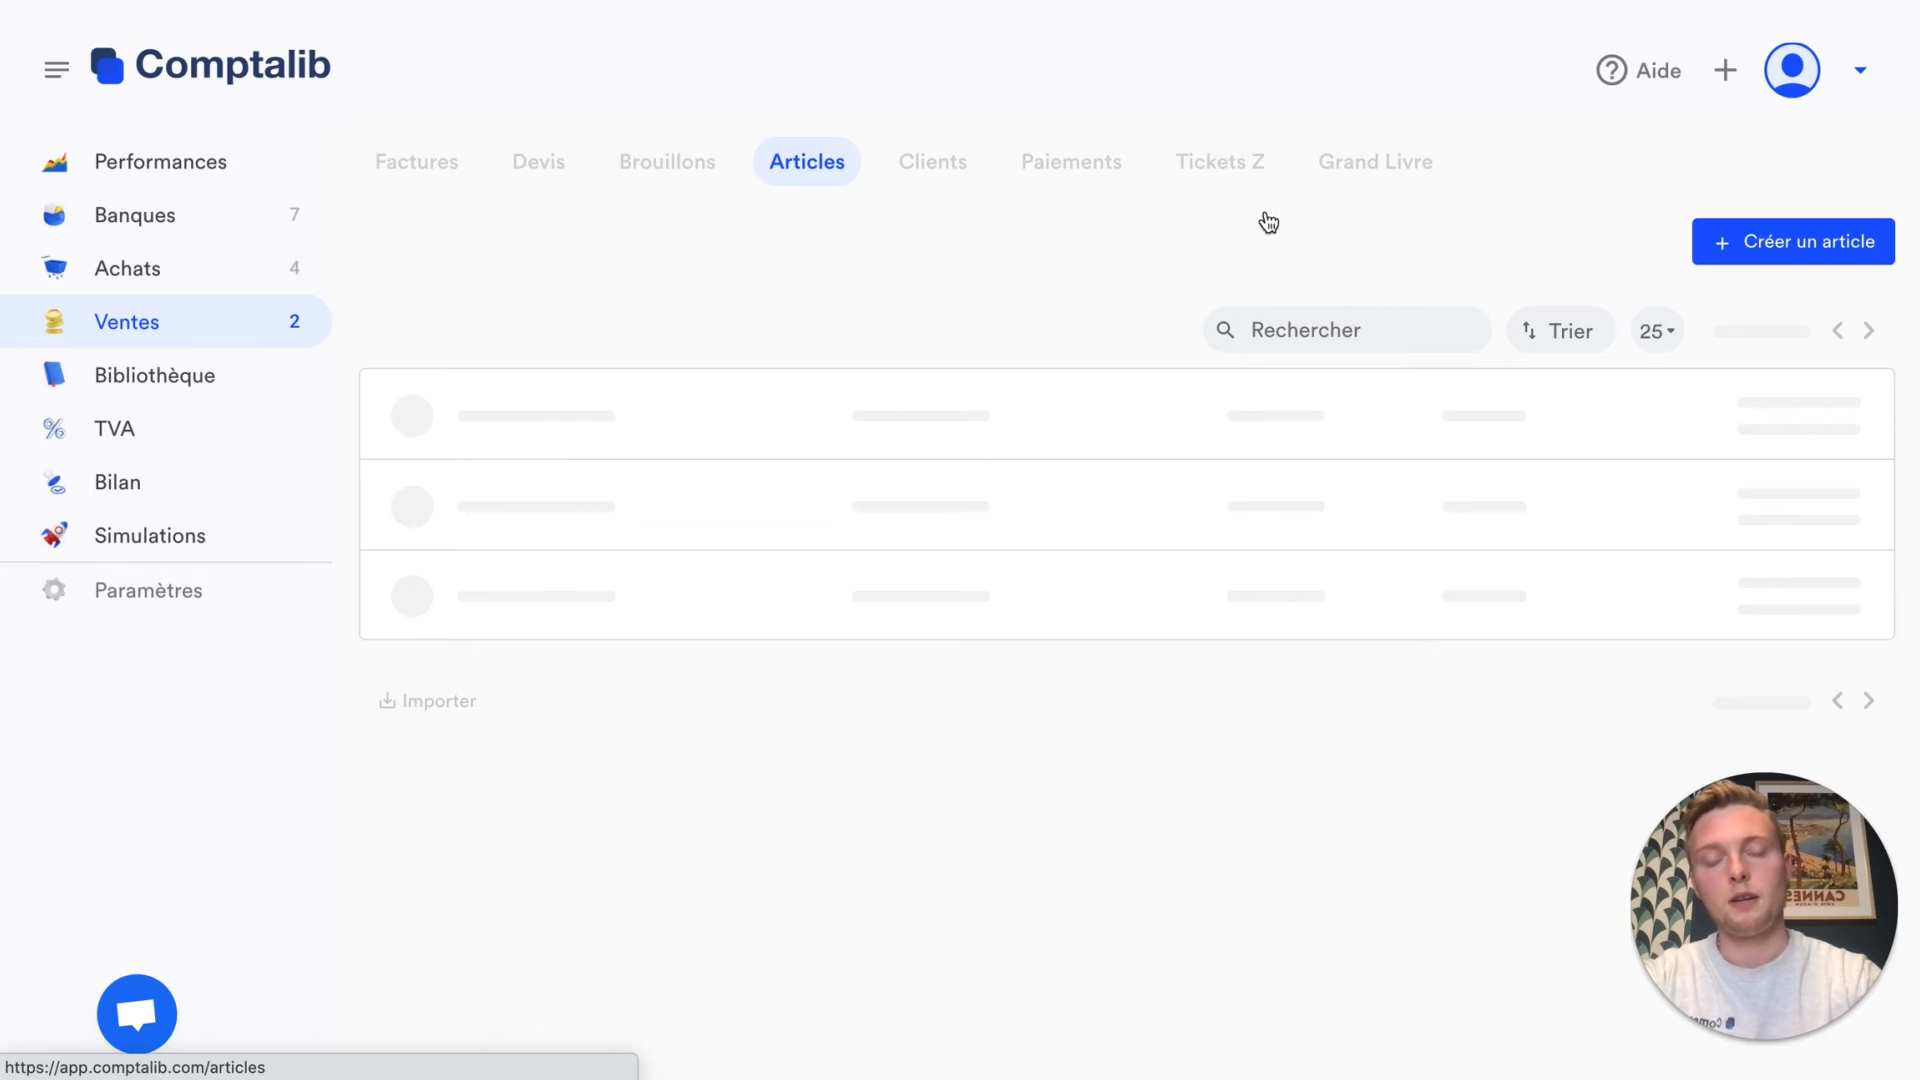 Comptalib
Aide
Performances
Banques 7
Achats 4
Ventes 2
Bibliothèque
TVA
Bilan
Simulations
Paramètres
Factures Devis Brouillons Articles Clients Paiements Tickets Z Grand Livre
+ Créer un article
Rechercher Trier 25
Importer
CANNES
https://app.comptalib.com/articles